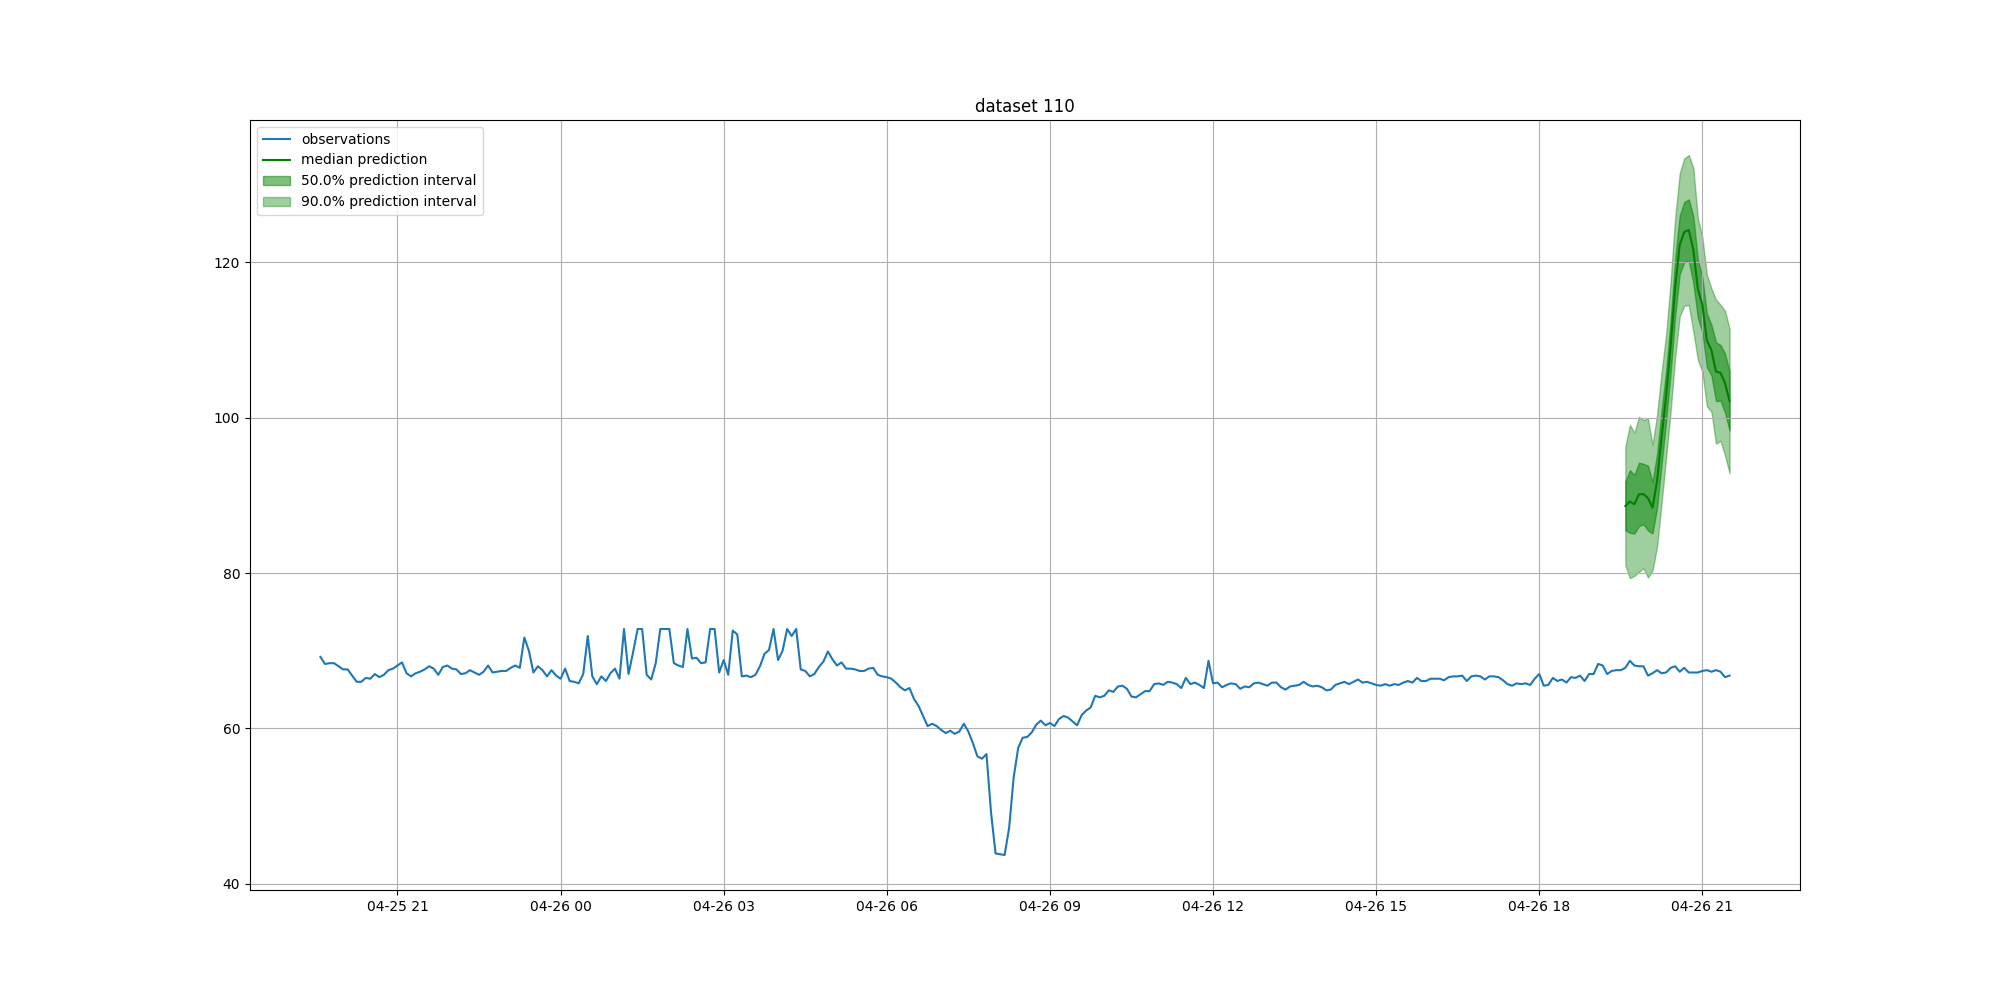 dataset 110
observations
median prediction
50.0% prediction interval
90.0% prediction interval
120
100
80
60
40
04-25 21
04-26 00
04-26 03
04-26 06
04-26 09
04-26 12
04-26 15
04-26 18
04-26 21